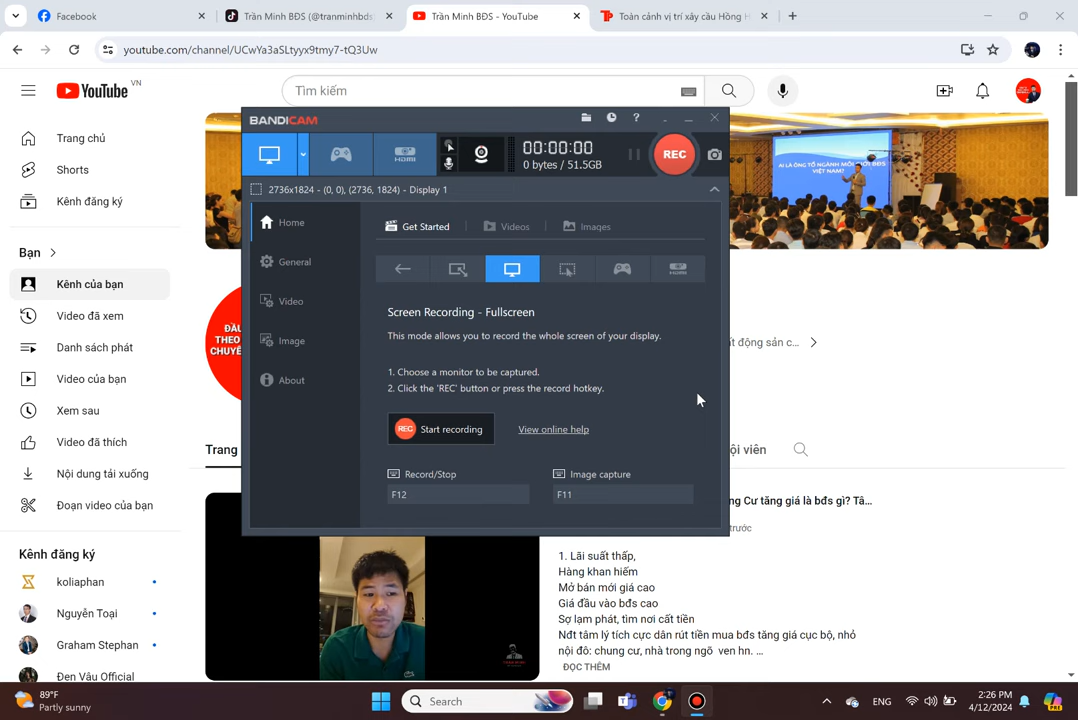 Facebook
Trần Minh BĐS (@tranminhbds
Trần Minh BĐS - YouTube
Toàn cảnh vị trí xây cầu Hồng H
youtube.com/channel/UCwYa3aSLtyyx9tmy7-tQ3Uw
YouTube VN
Tìm kiếm
Trang chủ
Shorts
Kênh đăng ký
Bạn
Kênh của bạn
Video đã xem
Danh sách phát
Video của bạn
Xem sau
Video đã thích
Nội dung tải xuống
Đoạn video của bạn
Kênh đăng ký
koliaphan
Nguyễn Toại
Graham Stephan
Đen Vâu Official
AI LÀ ÔNG TỔ NGÀNH MÔI GIỚI BĐS
VIỆT NAM?
BANDICAM
HDMI
00:00:00
0 bytes / 51.5GB
REC
2736x1824 - (0, 0), (2736, 1824) - Display 1
Home
General
Video
Image
About
Get Started
Videos
Images
HDMI
Screen Recording - Fullscreen
This mode allows you to record the whole screen of your display.
1. Choose a monitor to be captured.
2. Click the 'REC' button or press the record hotkey.
REC Start recording
View online help
Record/Stop
Image capture
F12
F11
ĐẦU
THEO
CHUYÊ
ất động sản c...
Trang
ội viên
ng Cư tăng giá là bđs gì? Tâ...
trước
1. Lãi suất thấp,
Hàng khan hiếm
Mở bán mới giá cao
Giá đầu vào bđs cao
Sợ lạm phát, tìm nơi cất tiền
Nđt tâm lý tích cực dân rút tiền mua bđs tăng giá cục bộ, nhỏ
nội đô: chung cư, nhà trong ngõ ven hn. ...
ĐỌC THÊM
89°F
Partly sunny
Search
ENG
2:26 PM
4/12/2024
PRE